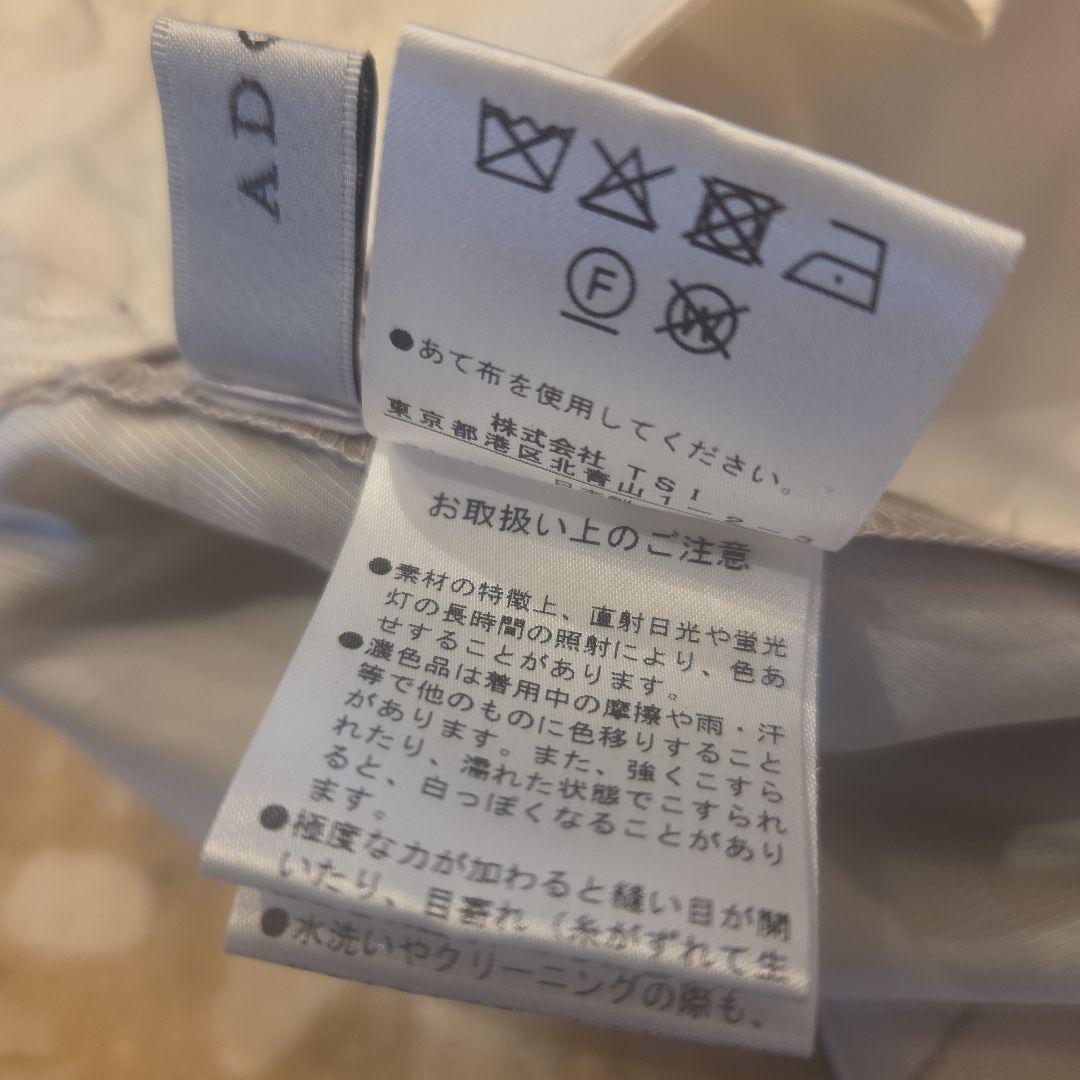 AD
F
W
●あて布を使用してください。
株式会社 TSI
東京都港区北青山1-2-3
お取扱い上のご注意
●素材の特徴上、直射日光や蛍光
灯の長時間の照射により、色あ
せすることがあります。
●濃色品は着用中の摩擦や雨・汗
等で他のものに色移りすること
があります。また、強くこすら
れたり、濡れた状態でこすられ
ると、白っぽくなることがあり
ます。
●極度な力が加わると縫い目が開
いたり、目寄れ（糸がずれて生
●水洗いやクリーニングの際も、